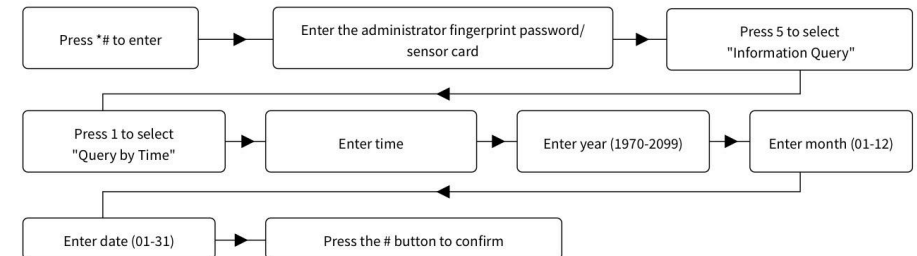 Press *# to enter
Enter the administrator fingerprint password/
sensor card
Press 5 to select
"Information Query"
Press 1 to select
"Query by Time"
Enter time
Enter year (1970-2099)
Enter month (01-12)
Enter date (01-31)
Press the # button to confirm